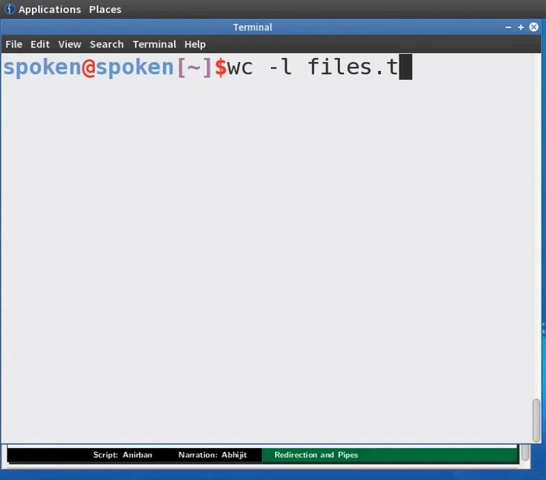 Applications Places
Terminal
File Edit View Search Terminal Help
spoken@spoken[~]$wc -l files.t
Script: Anirban Narration: Abhijit Redirection and Pipes